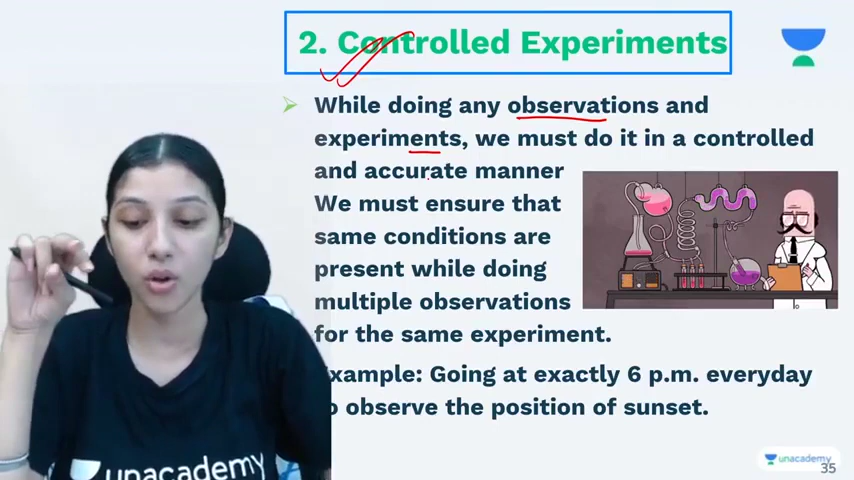 2. Controlled Experiments
While doing any observations and
experiments, we must do it in a controlled
and accurate manner
We must ensure that
same conditions are
present while doing
multiple observations
for the same experiment.
Example: Going at exactly 6 p.m. everyday
observe the position of sunset.
unacademy
unacademy
35